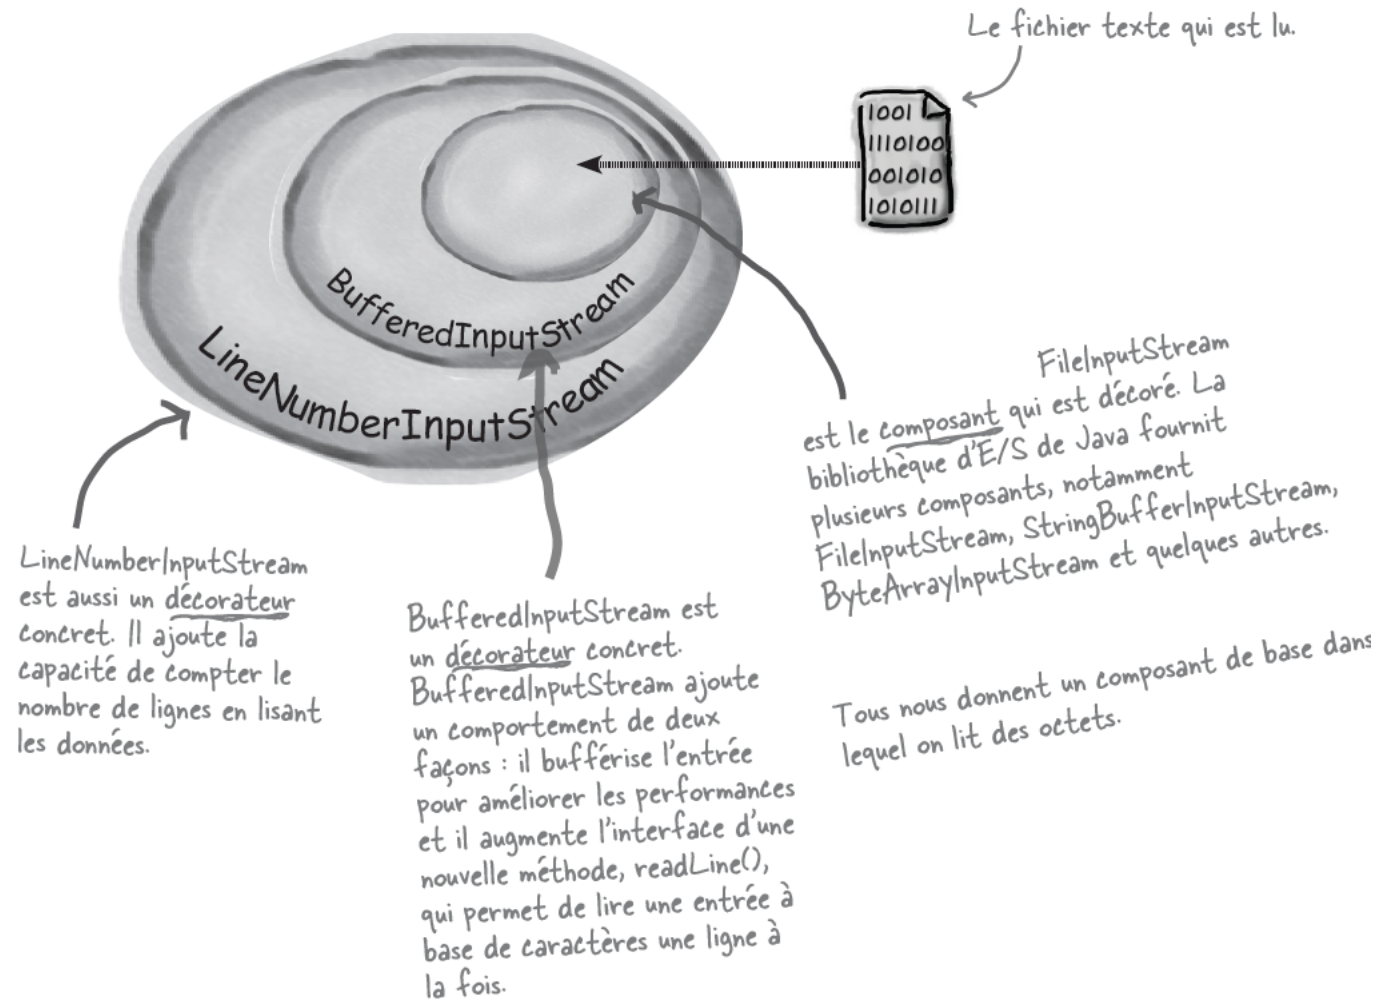 Le fichier texte qui est lu.
1001
1110100
001010
1010111
BufferedInputStream
LineNumberInputStream
FileInputStream
est le composant qui est décoré. La
bibliothèque d'E/S de Java fournit
plusieurs composants, notamment
FileInputStream, StringBufferInputStream,
ByteArrayInputStream et quelques autres.
Tous nous donnent un composant de base dans
lequel on lit des octets.
LineNumberInputStream
est aussi un décorateur
concret. Il ajoute la
capacité de compter le
nombre de lignes en lisant
les données.
BufferedInputStream est
un décorateur concret.
BufferedInputStream ajoute
un comportement de deux
façons : il bufférise l'entrée
pour améliorer les performances
et il augmente l'interface d'une
nouvelle méthode, readLine(),
qui permet de lire une entrée à
base de caractères une ligne à
la fois.